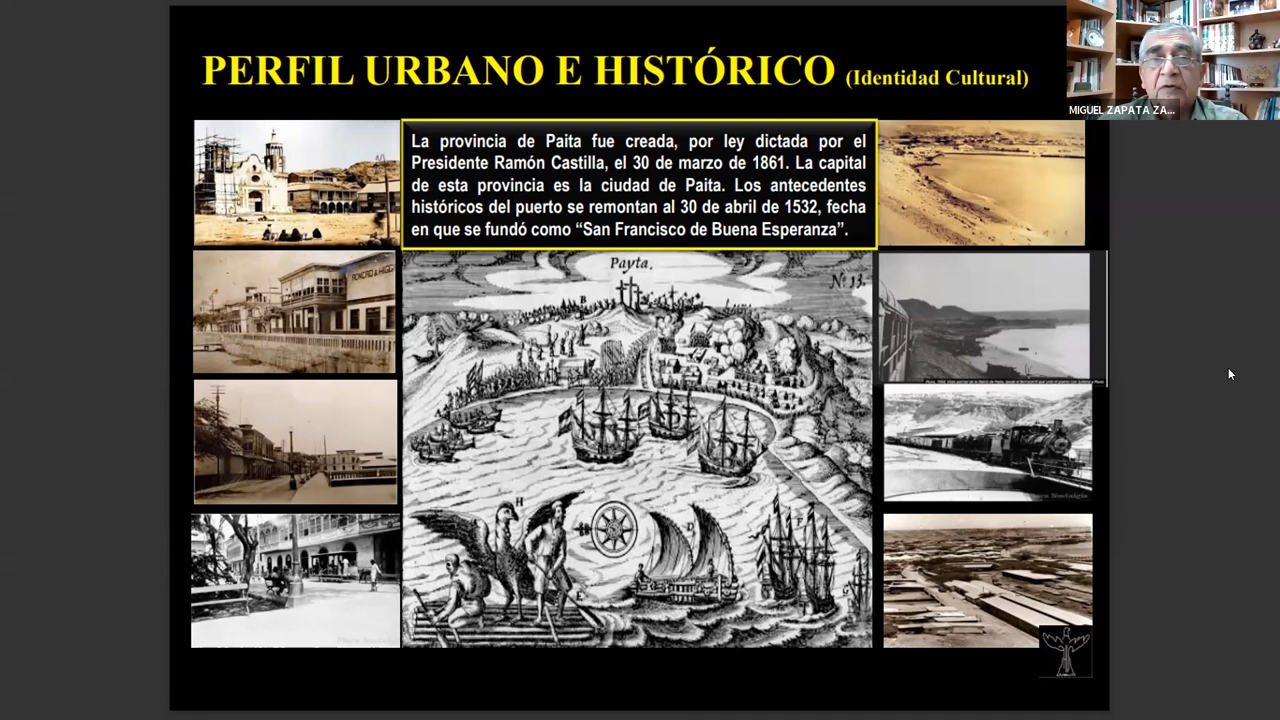 PERFIL URBANO E HISTÓRICO (Identidad Cultural)
MIGUEL ZAPATA ZA...
La provincia de Paita fue creada, por ley dictada por el
Presidente Ramón Castilla, el 30 de marzo de 1861. La capital
de esta provincia es la ciudad de Paita. Los antecedentes
históricos del puerto se remontan al 30 de abril de 1532, fecha
en que se fundó como “San Francisco de Buena Esperanza”.
Payta.
Nº 13.
B
H
D
Piura Nostalgia